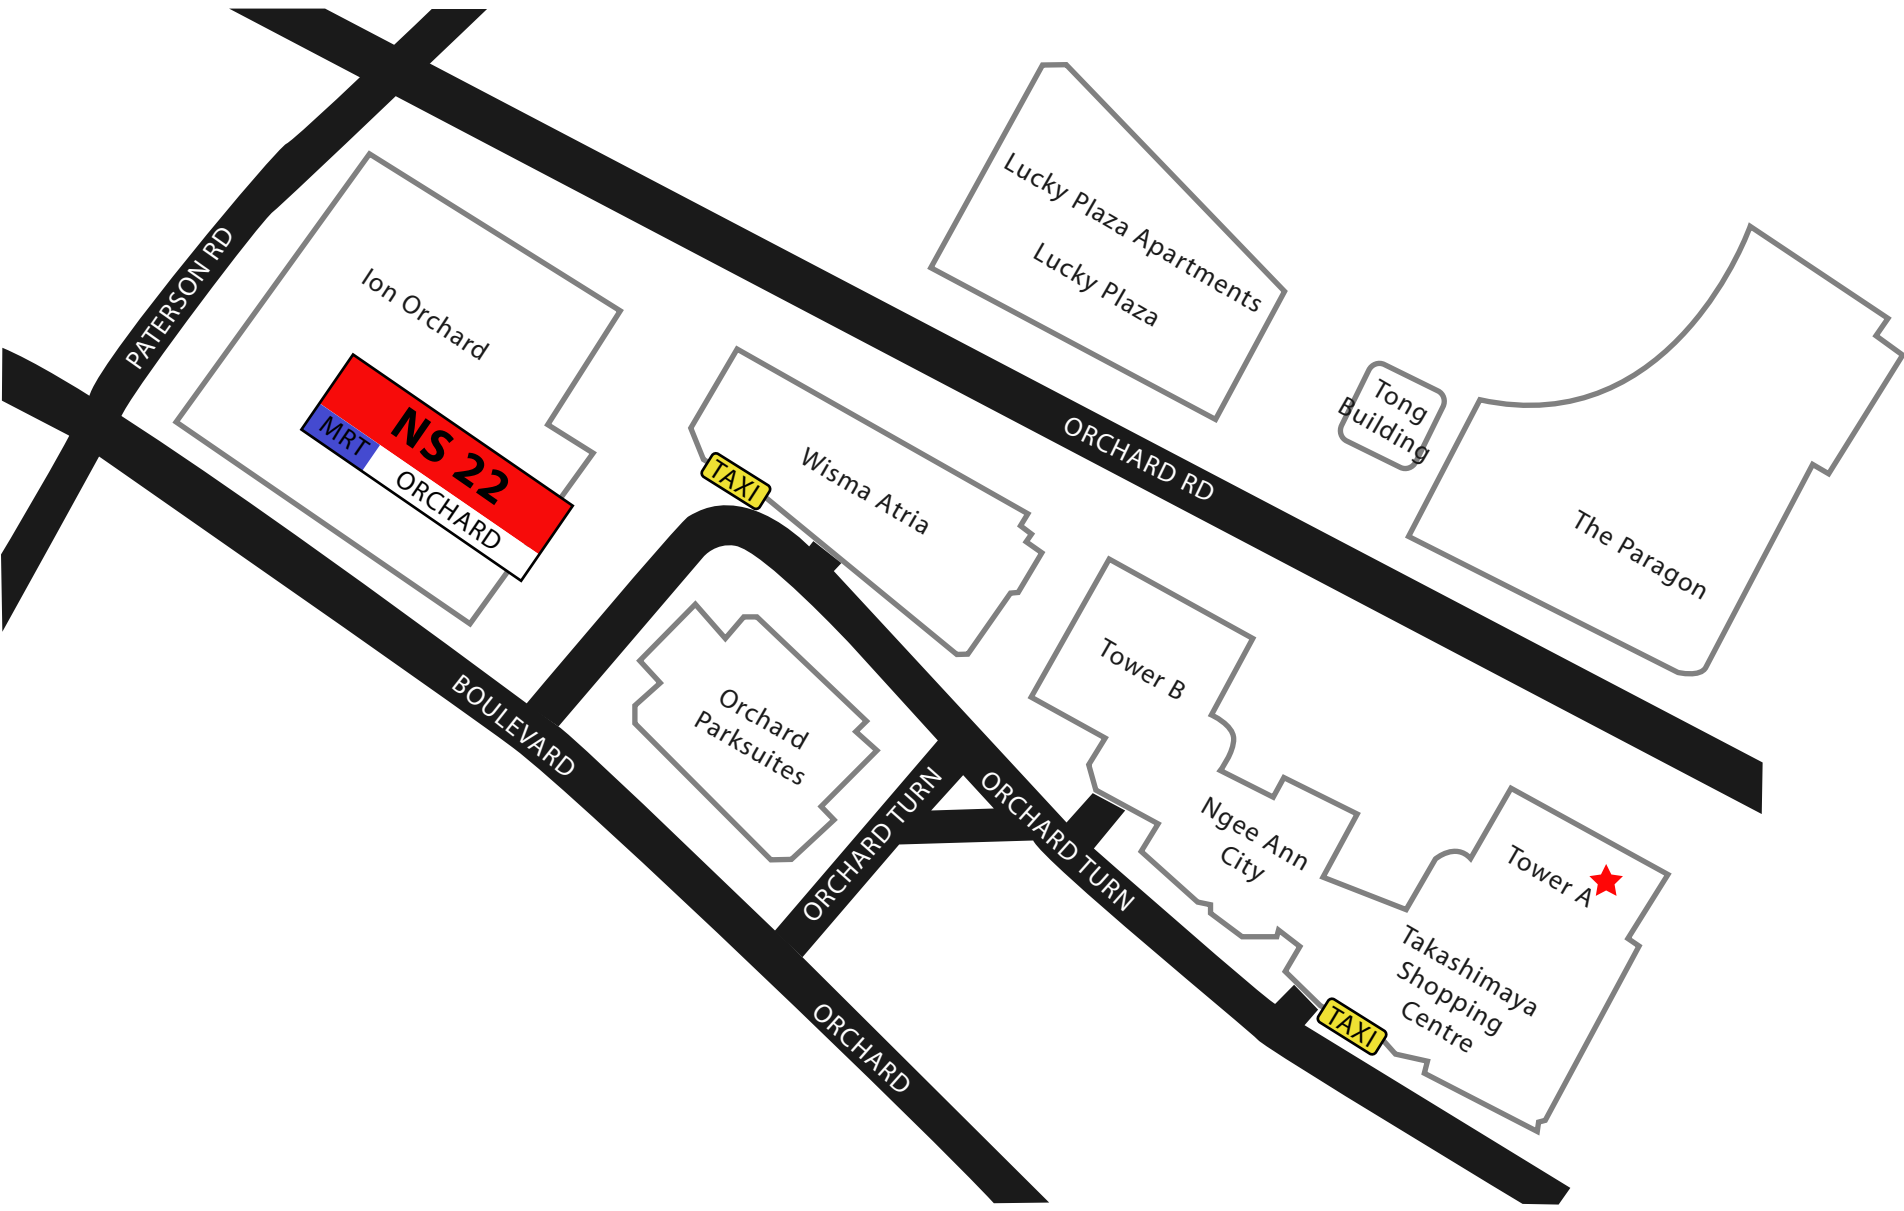 PATERSON RD
Ion Orchard
NS 22
MRT
ORCHARD
Lucky Plaza Apartments
Lucky Plaza
Tong
Building
The Paragon
ORCHARD RD
TAXI
Wisma Atria
Tower B
Orchard
Parksuites
BOULEVARD
ORCHARD TURN
ORCHARD TURN
Ngee Ann
City
Tower A
Takashimaya
Shopping
Centre
TAXI
ORCHARD